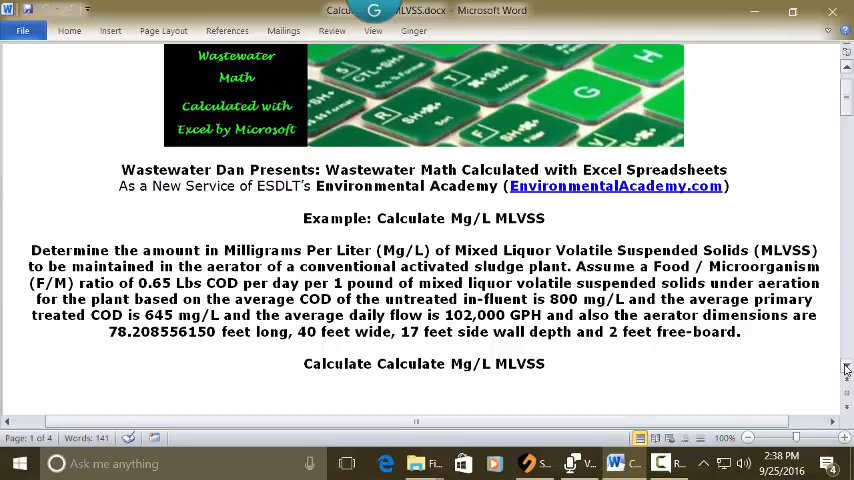 Calcula MLVSS.docx - Microsoft Word
G
File Home Insert Page Layout References Mailings Review View Ginger
Wastewater
Math
Calculated with
Excel by Microsoft
H
G
R
F
Wastewater Dan Presents: Wastewater Math Calculated with Excel Spreadsheets
As a New Service of ESDLT's Environmental Academy (EnvironmentalAcademy.com)
Example: Calculate Mg/L MLVSS
Determine the amount in Milligrams Per Liter (Mg/L) of Mixed Liquor Volatile Suspended Solids (MLVSS)
to be maintained in the aerator of a conventional activated sludge plant. Assume a Food / Microorganism
(F/M) ratio of 0.65 Lbs COD per day per 1 pound of mixed liquor volatile suspended solids under aeration
for the plant based on the average COD of the untreated in-fluent is 800 mg/L and the average primary
treated COD is 645 mg/L and the average daily flow is 102,000 GPH and also the aerator dimensions are
78.208556150 feet long, 40 feet wide, 17 feet side wall depth and 2 feet free-board.
Calculate Calculate Mg/L MLVSS
Page: 1 of 4 Words: 141 100%
Ask me anything Fi... S... V... C... R... 2:38 PM
9/25/2016 4